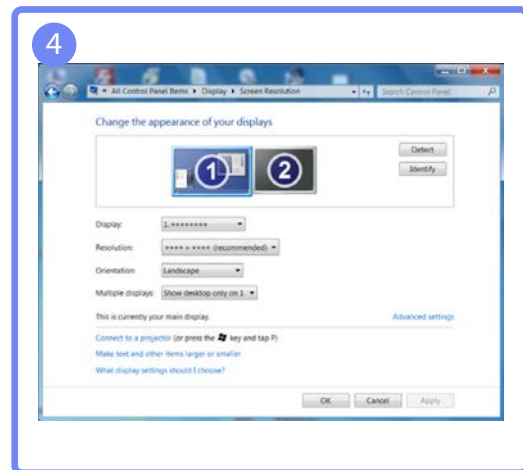 4
All Control Panel Items ▸ Display ▸ Screen Resolution
Search Control Panel
Change the appearance of your displays
1 2
Detect
Identify
Display: 1. ********
Resolution: **** x **** (recommended)
Orientation: Landscape
Multiple displays: Show desktop only on 1
This is currently your main display. Advanced settings
Connect to a projector (or press the key and tap P)
Make text and other items larger or smaller
What display settings should I choose?
OK Cancel Apply